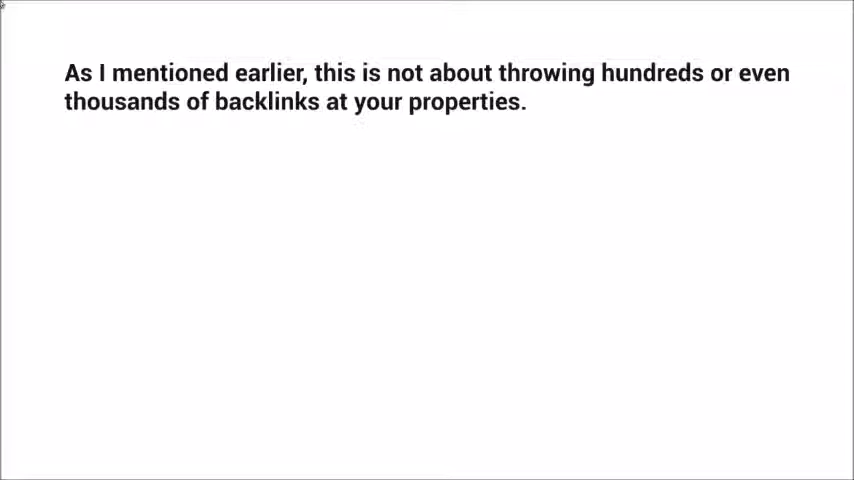 As I mentioned earlier, this is not about throwing hundreds or even
thousands of backlinks at your properties.